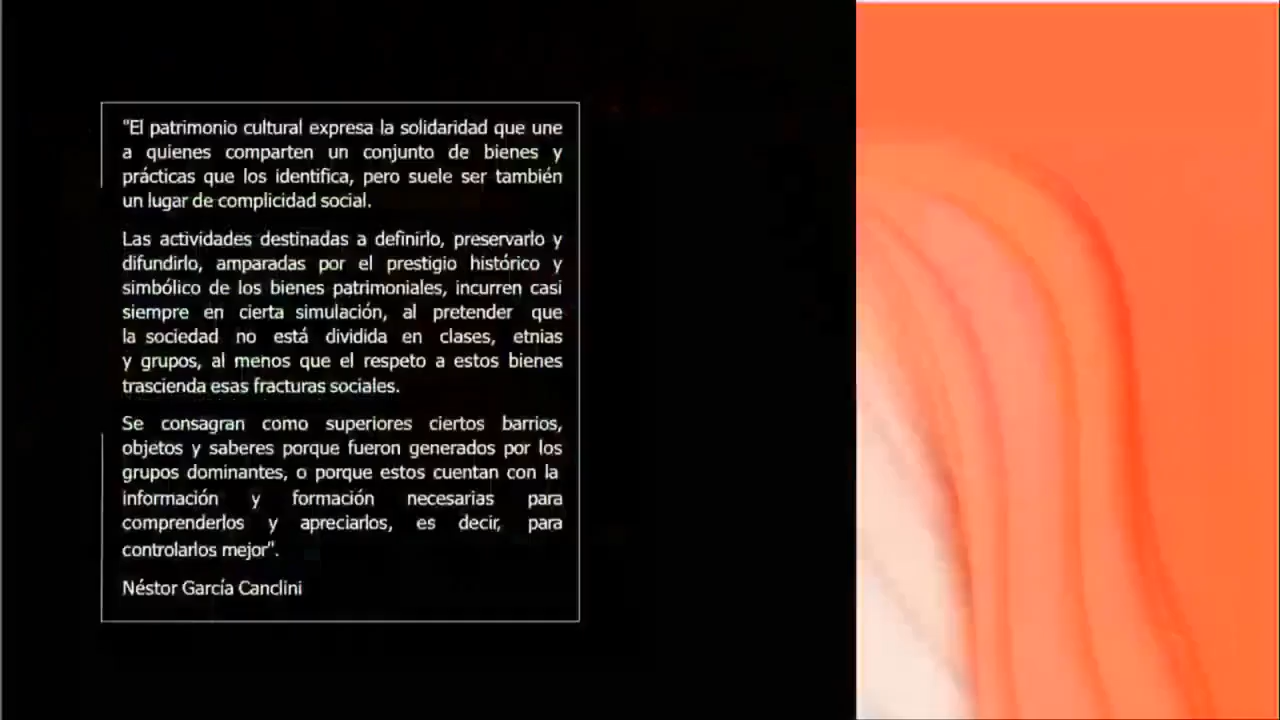 "El patrimonio cultural expresa la solidaridad que une
a quienes comparten un conjunto de bienes y
prácticas que los identifica, pero suele ser también
un lugar de complicidad social.
Las actividades destinadas a definirlo, preservarlo y
difundirlo, amparadas por el prestigio histórico y
simbólico de los bienes patrimoniales, incurren casi
siempre en cierta simulación, al pretender que
la sociedad no está dividida en clases, etnias
y grupos, al menos que el respeto a estos bienes
trascienda esas fracturas sociales.
Se consagran como superiores ciertos barrios,
objetos y saberes porque fueron generados por los
grupos dominantes, o porque estos cuentan con la
información y formación necesarias para
comprenderlos y apreciarlos, es decir, para
controlarlos mejor".
Néstor García Canclini